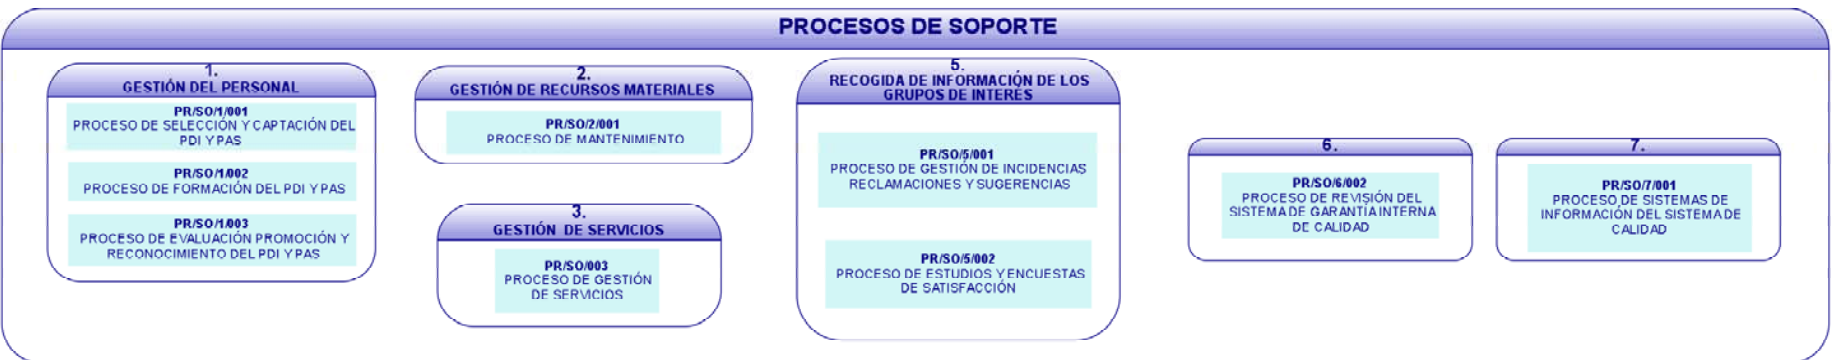 PROCESOS DE SOPORTE
1.
GESTIÓN DEL PERSONAL
PR/SO/1/001
PROCESO DE SELECCIÓN Y CAPTACIÓN DEL
PDI Y PAS
PR/SO/1/002
PROCESO DE FORMACIÓN DEL PDI Y PAS
PR/SO/1/003
PROCESO DE EVALUACIÓN PROMOCIÓN Y
RECONOCIMIENTO DEL PDI Y PAS
2.
GESTIÓN DE RECURSOS MATERIALES
PR/SO/2/001
PROCESO DE MANTENIMIENTO
3.
GESTIÓN DE SERVICIOS
PR/SO/003
PROCESO DE GESTIÓN
DE SERVICIOS
5.
RECOGIDA DE INFORMACIÓN DE LOS
GRUPOS DE INTERÉS
PR/SO/5/001
PROCESO DE GESTIÓN DE INCIDENCIAS
RECLAMACIONES Y SUGERENCIAS
PR/SO/5/002
PROCESO DE ESTUDIOS Y ENCUESTAS
DE SATISFACCIÓN
6.
PR/SO/6/002
PROCESO DE REVISIÓN DEL
SISTEMA DE GARANTÍA INTERNA
DE CALIDAD
7.
PR/SO/7/001
PROCESO DE SISTEMAS DE
INFORMACIÓN DEL SISTEMA DE
CALIDAD